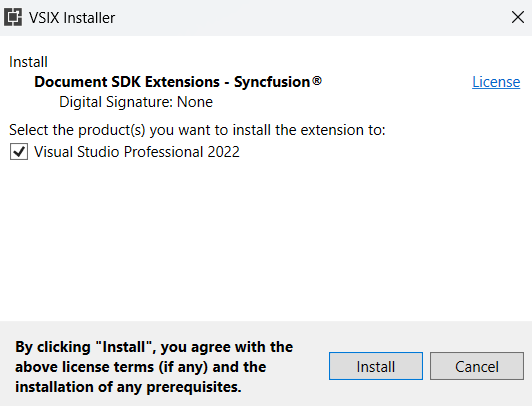 VSIX Installer
Install
Document SDK Extensions - Syncfusion®
License
Digital Signature: None
Select the product(s) you want to install the extension to:
Visual Studio Professional 2022
By clicking "Install", you agree with the
above license terms (if any) and the
installation of any prerequisites.
Install
Cancel